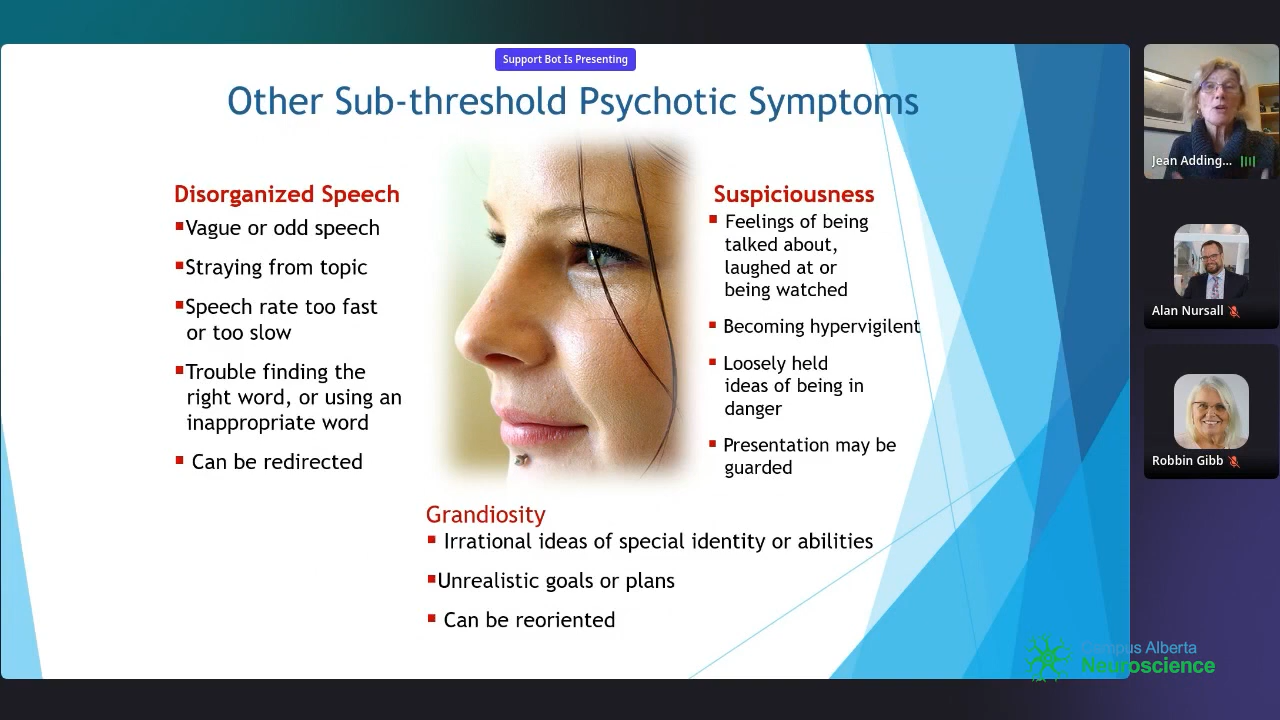 Support Bot Is Presenting
Other Sub-threshold Psychotic Symptoms
Disorganized Speech
▪Vague or odd speech
▪Straying from topic
▪Speech rate too fast
or too slow
▪Trouble finding the
right word, or using an
inappropriate word
▪ Can be redirected
Suspiciousness
▪ Feelings of being
talked about,
laughed at or
being watched
▪ Becoming hypervigilent
▪ Loosely held
ideas of being in
danger
▪ Presentation may be
guarded
Grandiosity
▪ Irrational ideas of special identity or abilities
▪Unrealistic goals or plans
▪ Can be reoriented
Jean Adding...
Alan Nursall
Robbin Gibb
Campus Alberta
Neuroscience